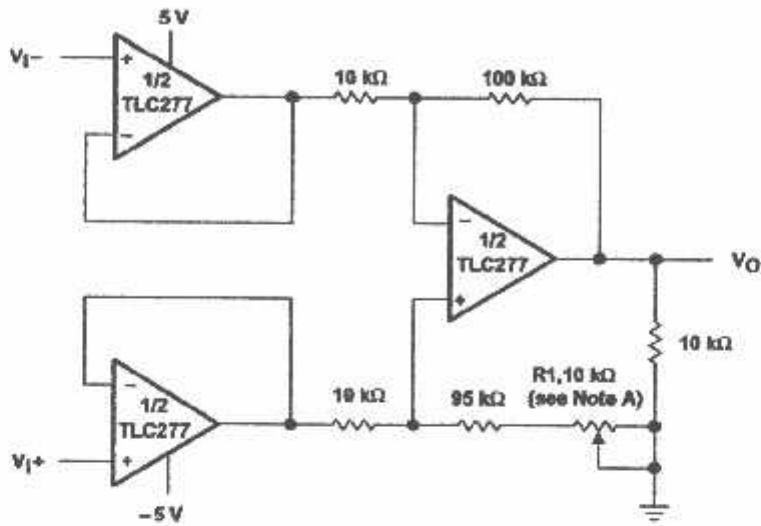 5 V
VI−
+
1/2
TLC277
−
10 kΩ
100 kΩ
−
1/2
TLC277
+
VO
10 kΩ
R1,10 kΩ
(see Note A)
−
1/2
TLC277
+
10 kΩ
95 kΩ
VI+
−5 V